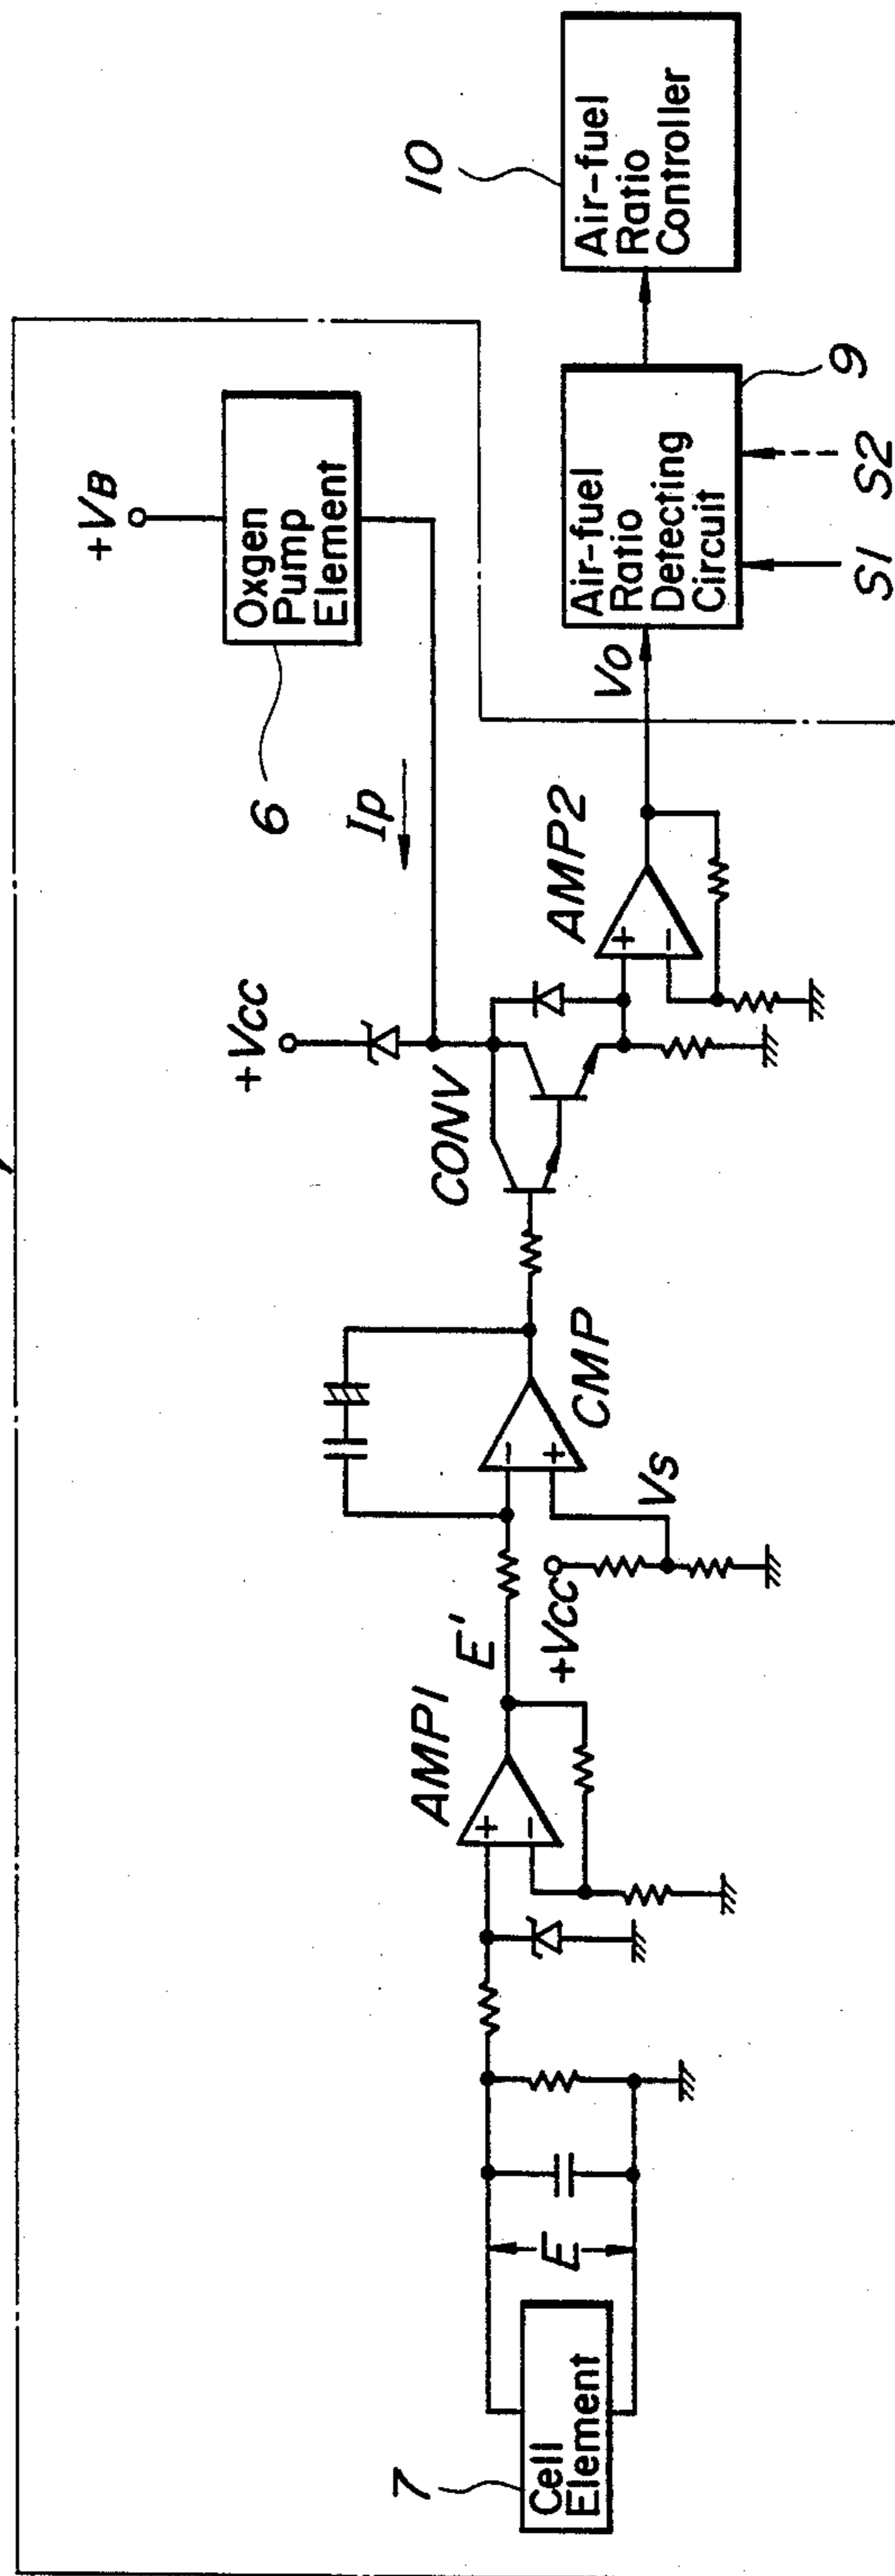 7
Cell
Element
E
AMP1
+
-
E'
+Vcc
Vs
-
+
CMP
CONV
+Vcc
Ip
6
+VB
Oxgen
Pump
Element
AMP2
+
-
Vo
Air-fuel
Ratio
Detecting
Circuit
9
S1
S2
10
Air-fuel
Ratio
Controller